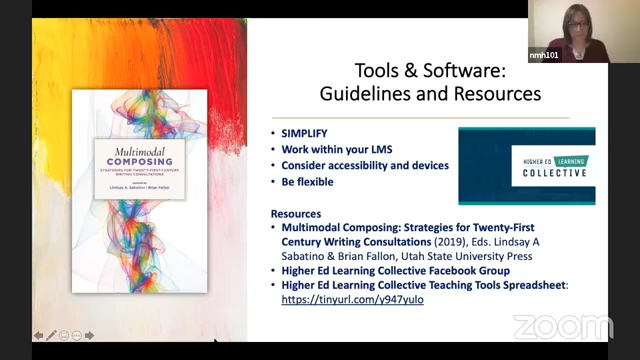 nmh101
Tools & Software:
Guidelines and Resources
• SIMPLIFY
• Work within your LMS
• Consider accessibility and devices
• Be flexible
HIGHER ED LEARNING
COLLECTIVE
Multimodal
COMPOSING
STRATEGIES FOR TWENTY-FIRST-CENTURY
WRITING CONSULTATIONS
Lindsay A. Sabatino | Brian Fallon
Resources
• Multimodal Composing: Strategies for Twenty-First
Century Writing Consultations (2019), Eds. Lindsay A
Sabatino & Brian Fallon, Utah State University Press
• Higher Ed Learning Collective Facebook Group
• Higher Ed Learning Collective Teaching Tools Spreadsheet:
https://tinyurl.com/y947yulo
zoom